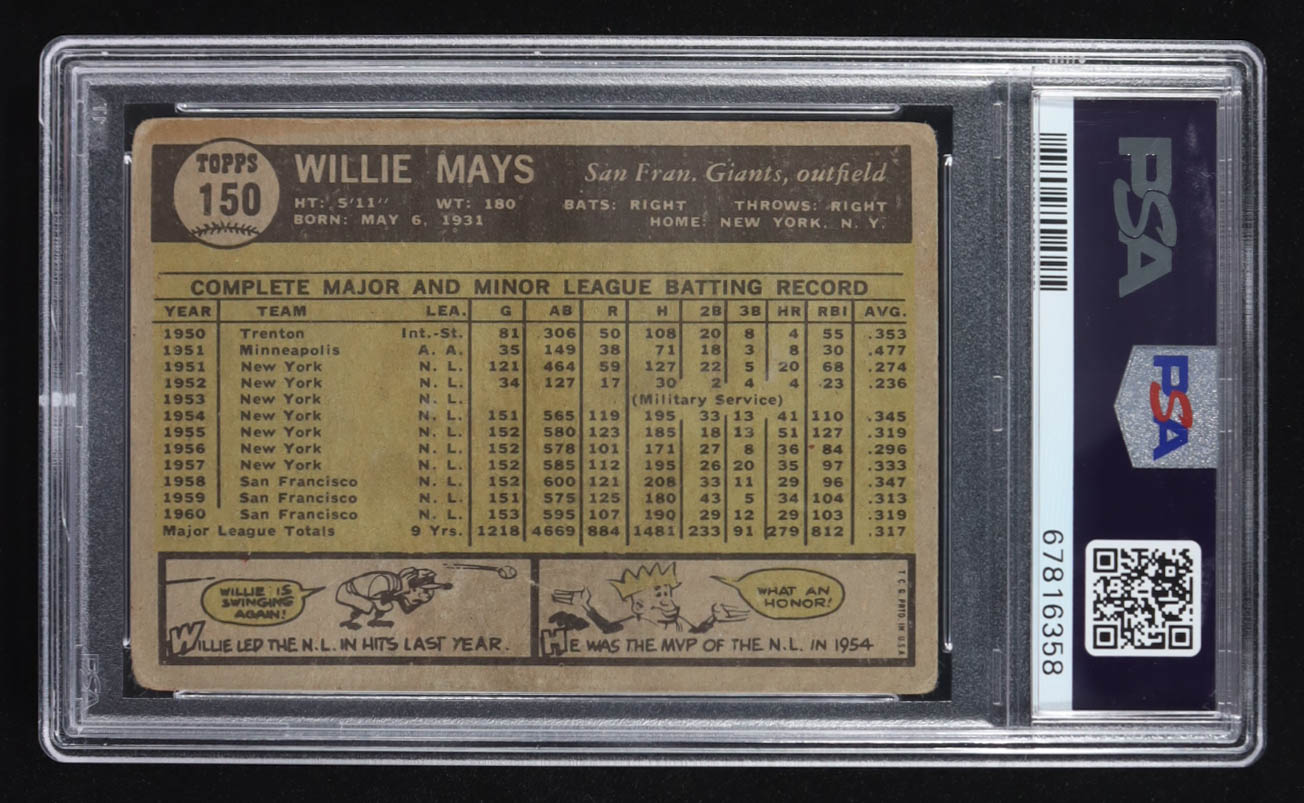 TOPPS
150
WILLIE MAYS San Fran. Giants, outfield
HT: 5'11" WT: 180 BATS: RIGHT THROWS: RIGHT
BORN: MAY 6, 1931 HOME: NEW YORK, N. Y.
COMPLETE MAJOR AND MINOR LEAGUE BATTING RECORD
YEAR TEAM LEA. G AB R H 2B 3B HR RBI AVG.
1950 Trenton Int.-St. 81 306 50 108 20 8 4 55 .353
1951 Minneapolis A. A. 35 149 38 71 18 3 8 30 .477
1951 New York N. L. 121 464 59 127 22 5 20 68 .274
1952 New York N. L. 34 127 17 30 2 4 4 23 .236
1953 New York N. L. (Military Service)
1954 New York N. L. 151 565 119 195 33 13 41 110 .345
1955 New York N. L. 152 580 123 185 18 13 51 127 .319
1956 New York N. L. 152 578 101 171 27 8 36 84 .296
1957 New York N. L. 152 585 112 195 26 20 35 97 .333
1958 San Francisco N. L. 152 600 121 208 33 11 29 96 .347
1959 San Francisco N. L. 151 575 125 180 43 5 34 104 .313
1960 San Francisco N. L. 153 595 107 190 29 12 29 103 .319
Major League Totals 9 Yrs. 1218 4669 884 1481 233 91 279 812 .317
WILLIE IS
SWINGING
AGAIN!
WILLIE LED THE N.L. IN HITS LAST YEAR.
WHAT AN
HONOR!
HE WAS THE MVP OF THE N.L. IN 1954
T. C. G. PRTD. IN U.S.A.
PSA
PSA
67816358